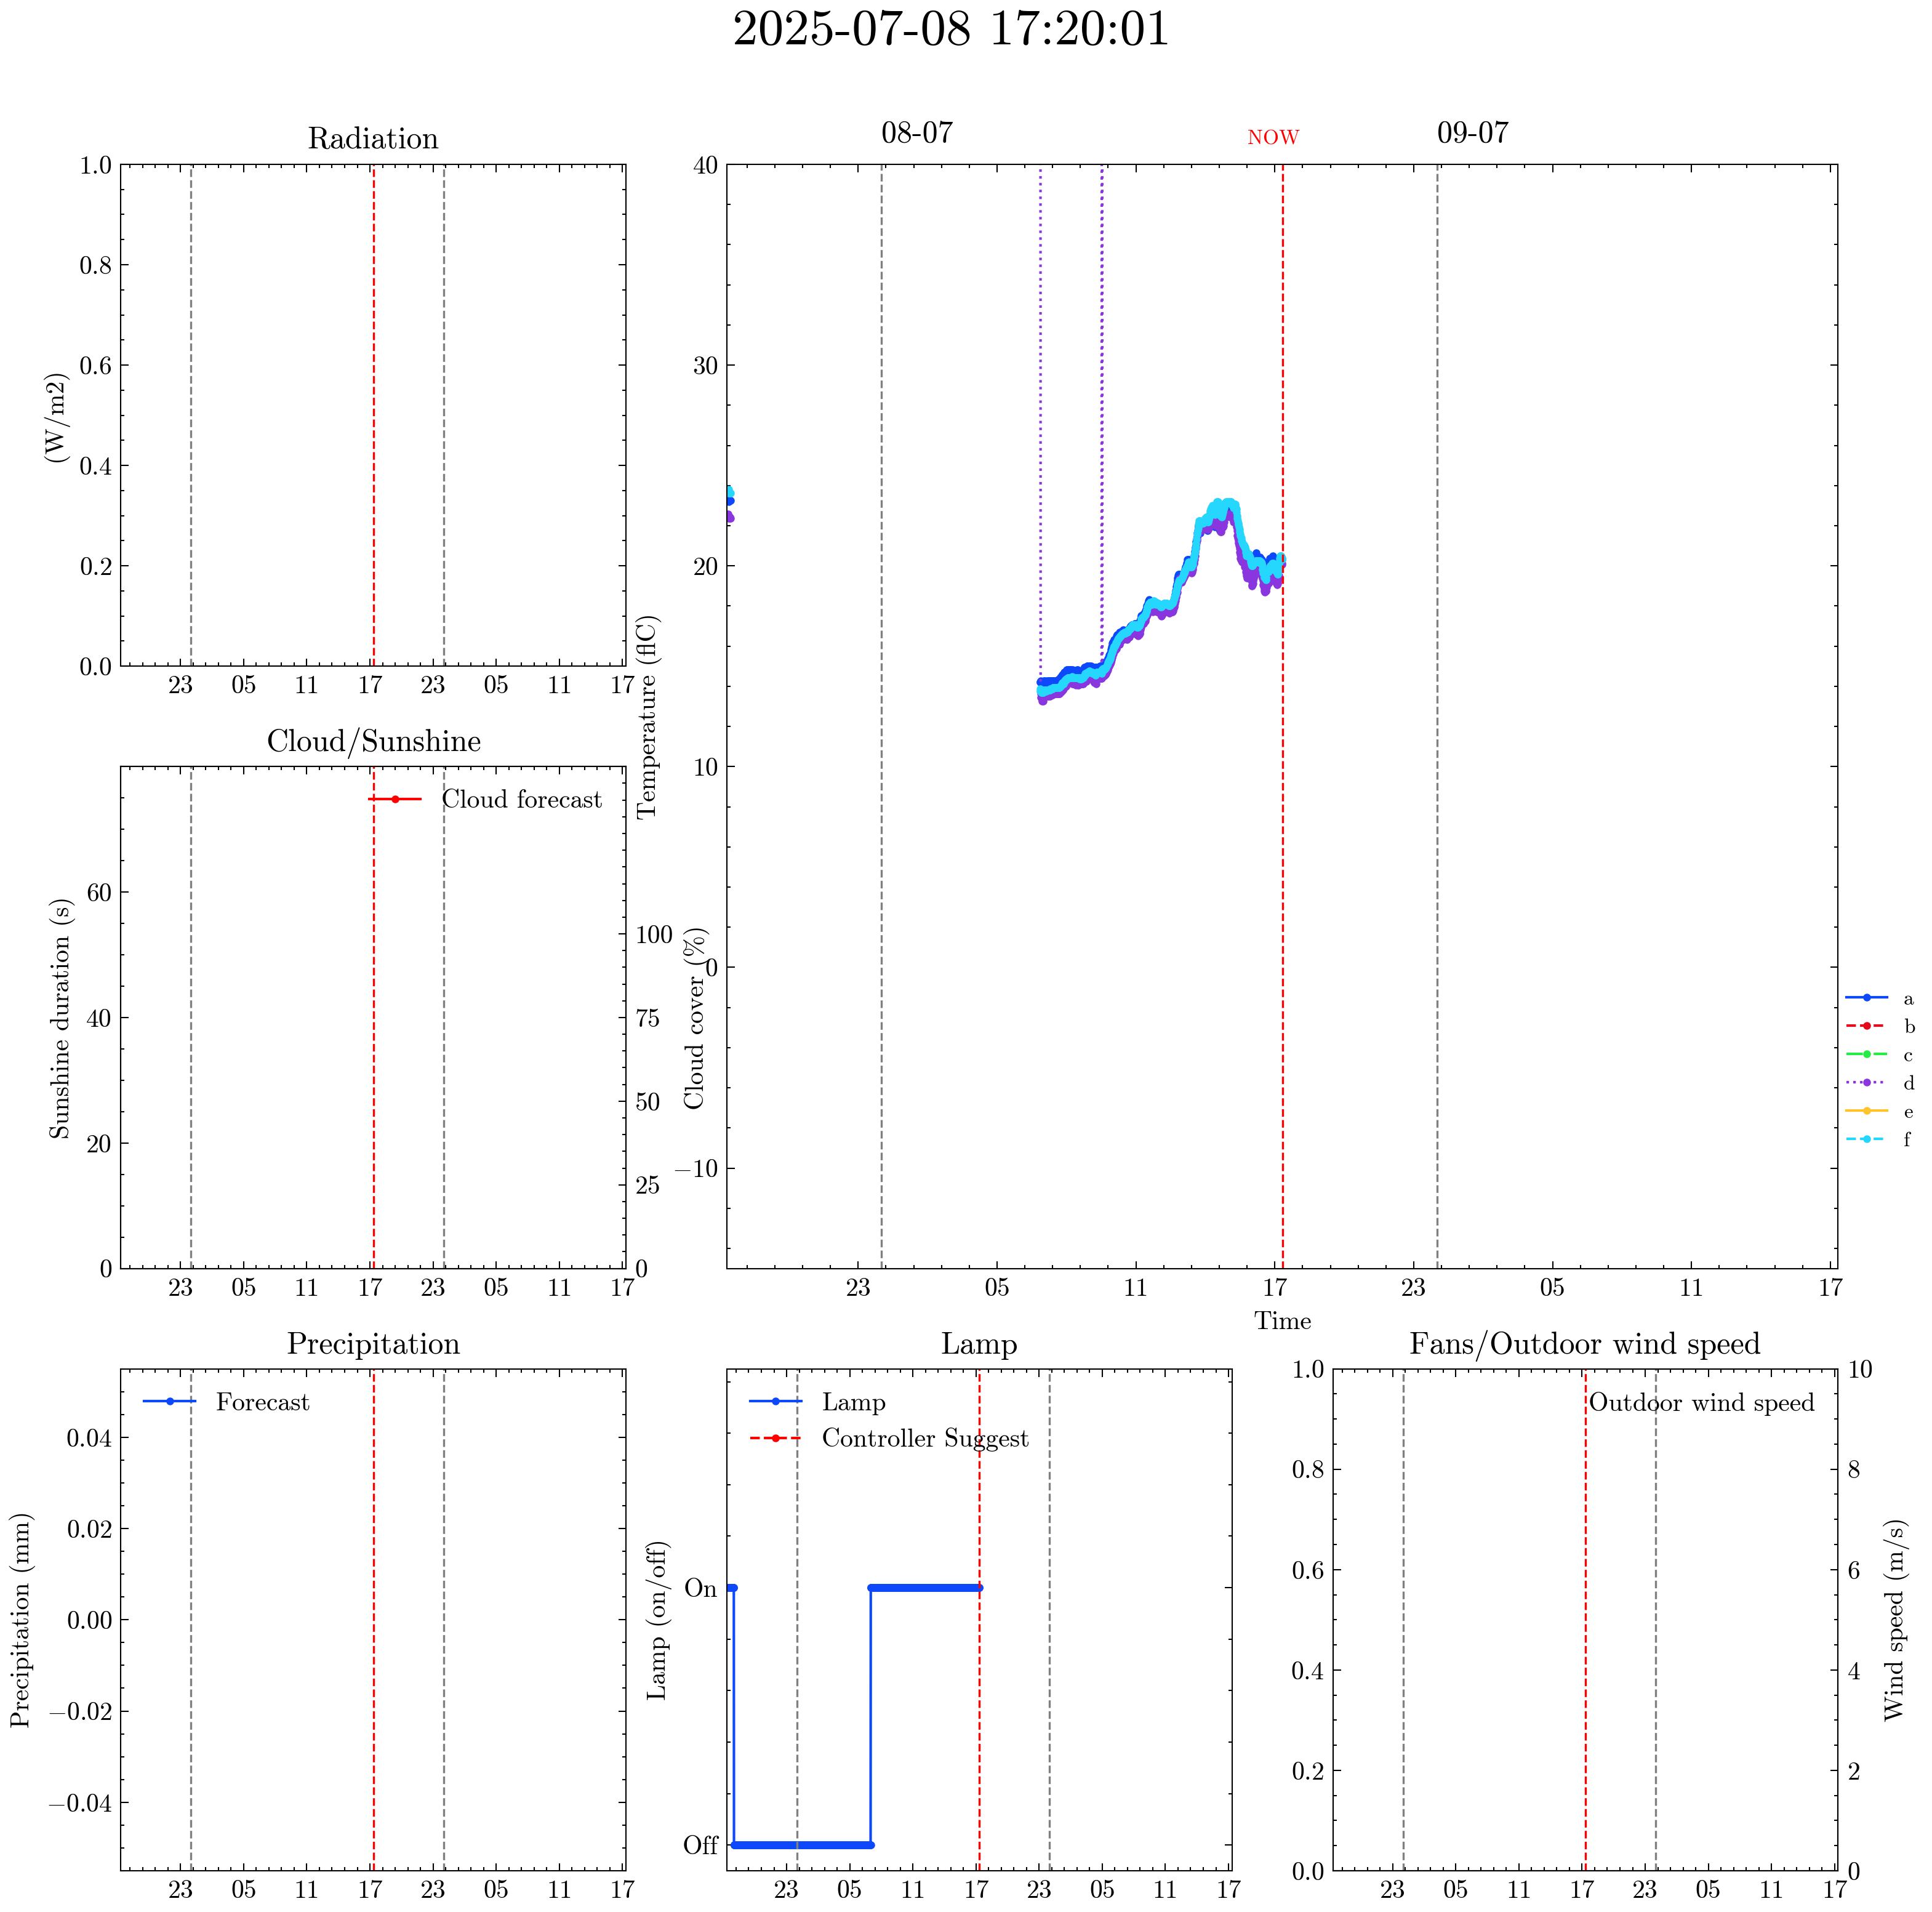 2025-07-08 17:20:01
Radiation
1.0
0.8
0.6
0.4
0.2
0.0
(W/m2)
23 05 11 17 23 05 11 17
08-07 NOW 09-07
40
30
20
10
0
−10
Temperature (flC)
23 05 11 17 23 05 11 17
Time
a
b
c
d
e
f
Cloud/Sunshine
Cloud forecast
60
40
20
0
Sunshine duration (s)
100
75
50
25
0
Cloud cover (%)
23 05 11 17 23 05 11 17
Precipitation
Forecast
0.04
0.02
0.00
−0.02
−0.04
Precipitation (mm)
23 05 11 17 23 05 11 17
Lamp
Lamp
Controller Suggest
On
Off
Lamp (on/off)
23 05 11 17 23 05 11 17
Fans/Outdoor wind speed
Outdoor wind speed
1.0
0.8
0.6
0.4
0.2
0.0
10
8
6
4
2
0
Wind speed (m/s)
23 05 11 17 23 05 11 17